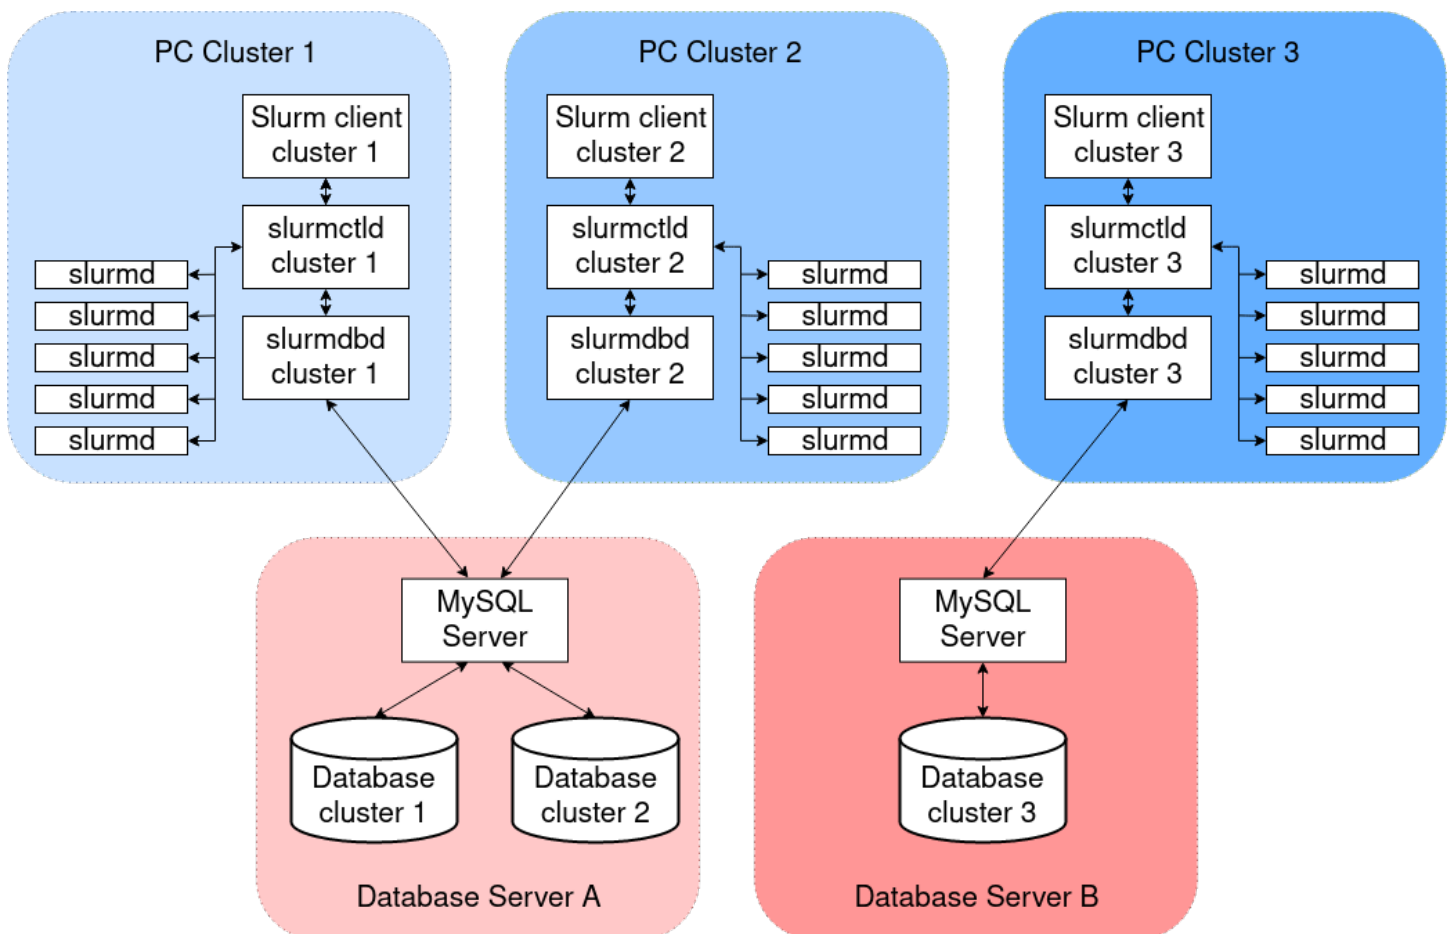 PC Cluster 1
Slurm client
cluster 1
slurmctld
cluster 1
slurmd
slurmd
slurmd
slurmd
slurmd
slurmdbd
cluster 1
PC Cluster 2
Slurm client
cluster 2
slurmctld
cluster 2
slurmd
slurmd
slurmd
slurmd
slurmd
slurmdbd
cluster 2
PC Cluster 3
Slurm client
cluster 3
slurmctld
cluster 3
slurmd
slurmd
slurmd
slurmd
slurmd
slurmdbd
cluster 3
MySQL
Server
Database
cluster 1
Database
cluster 2
Database Server A
MySQL
Server
Database
cluster 3
Database Server B